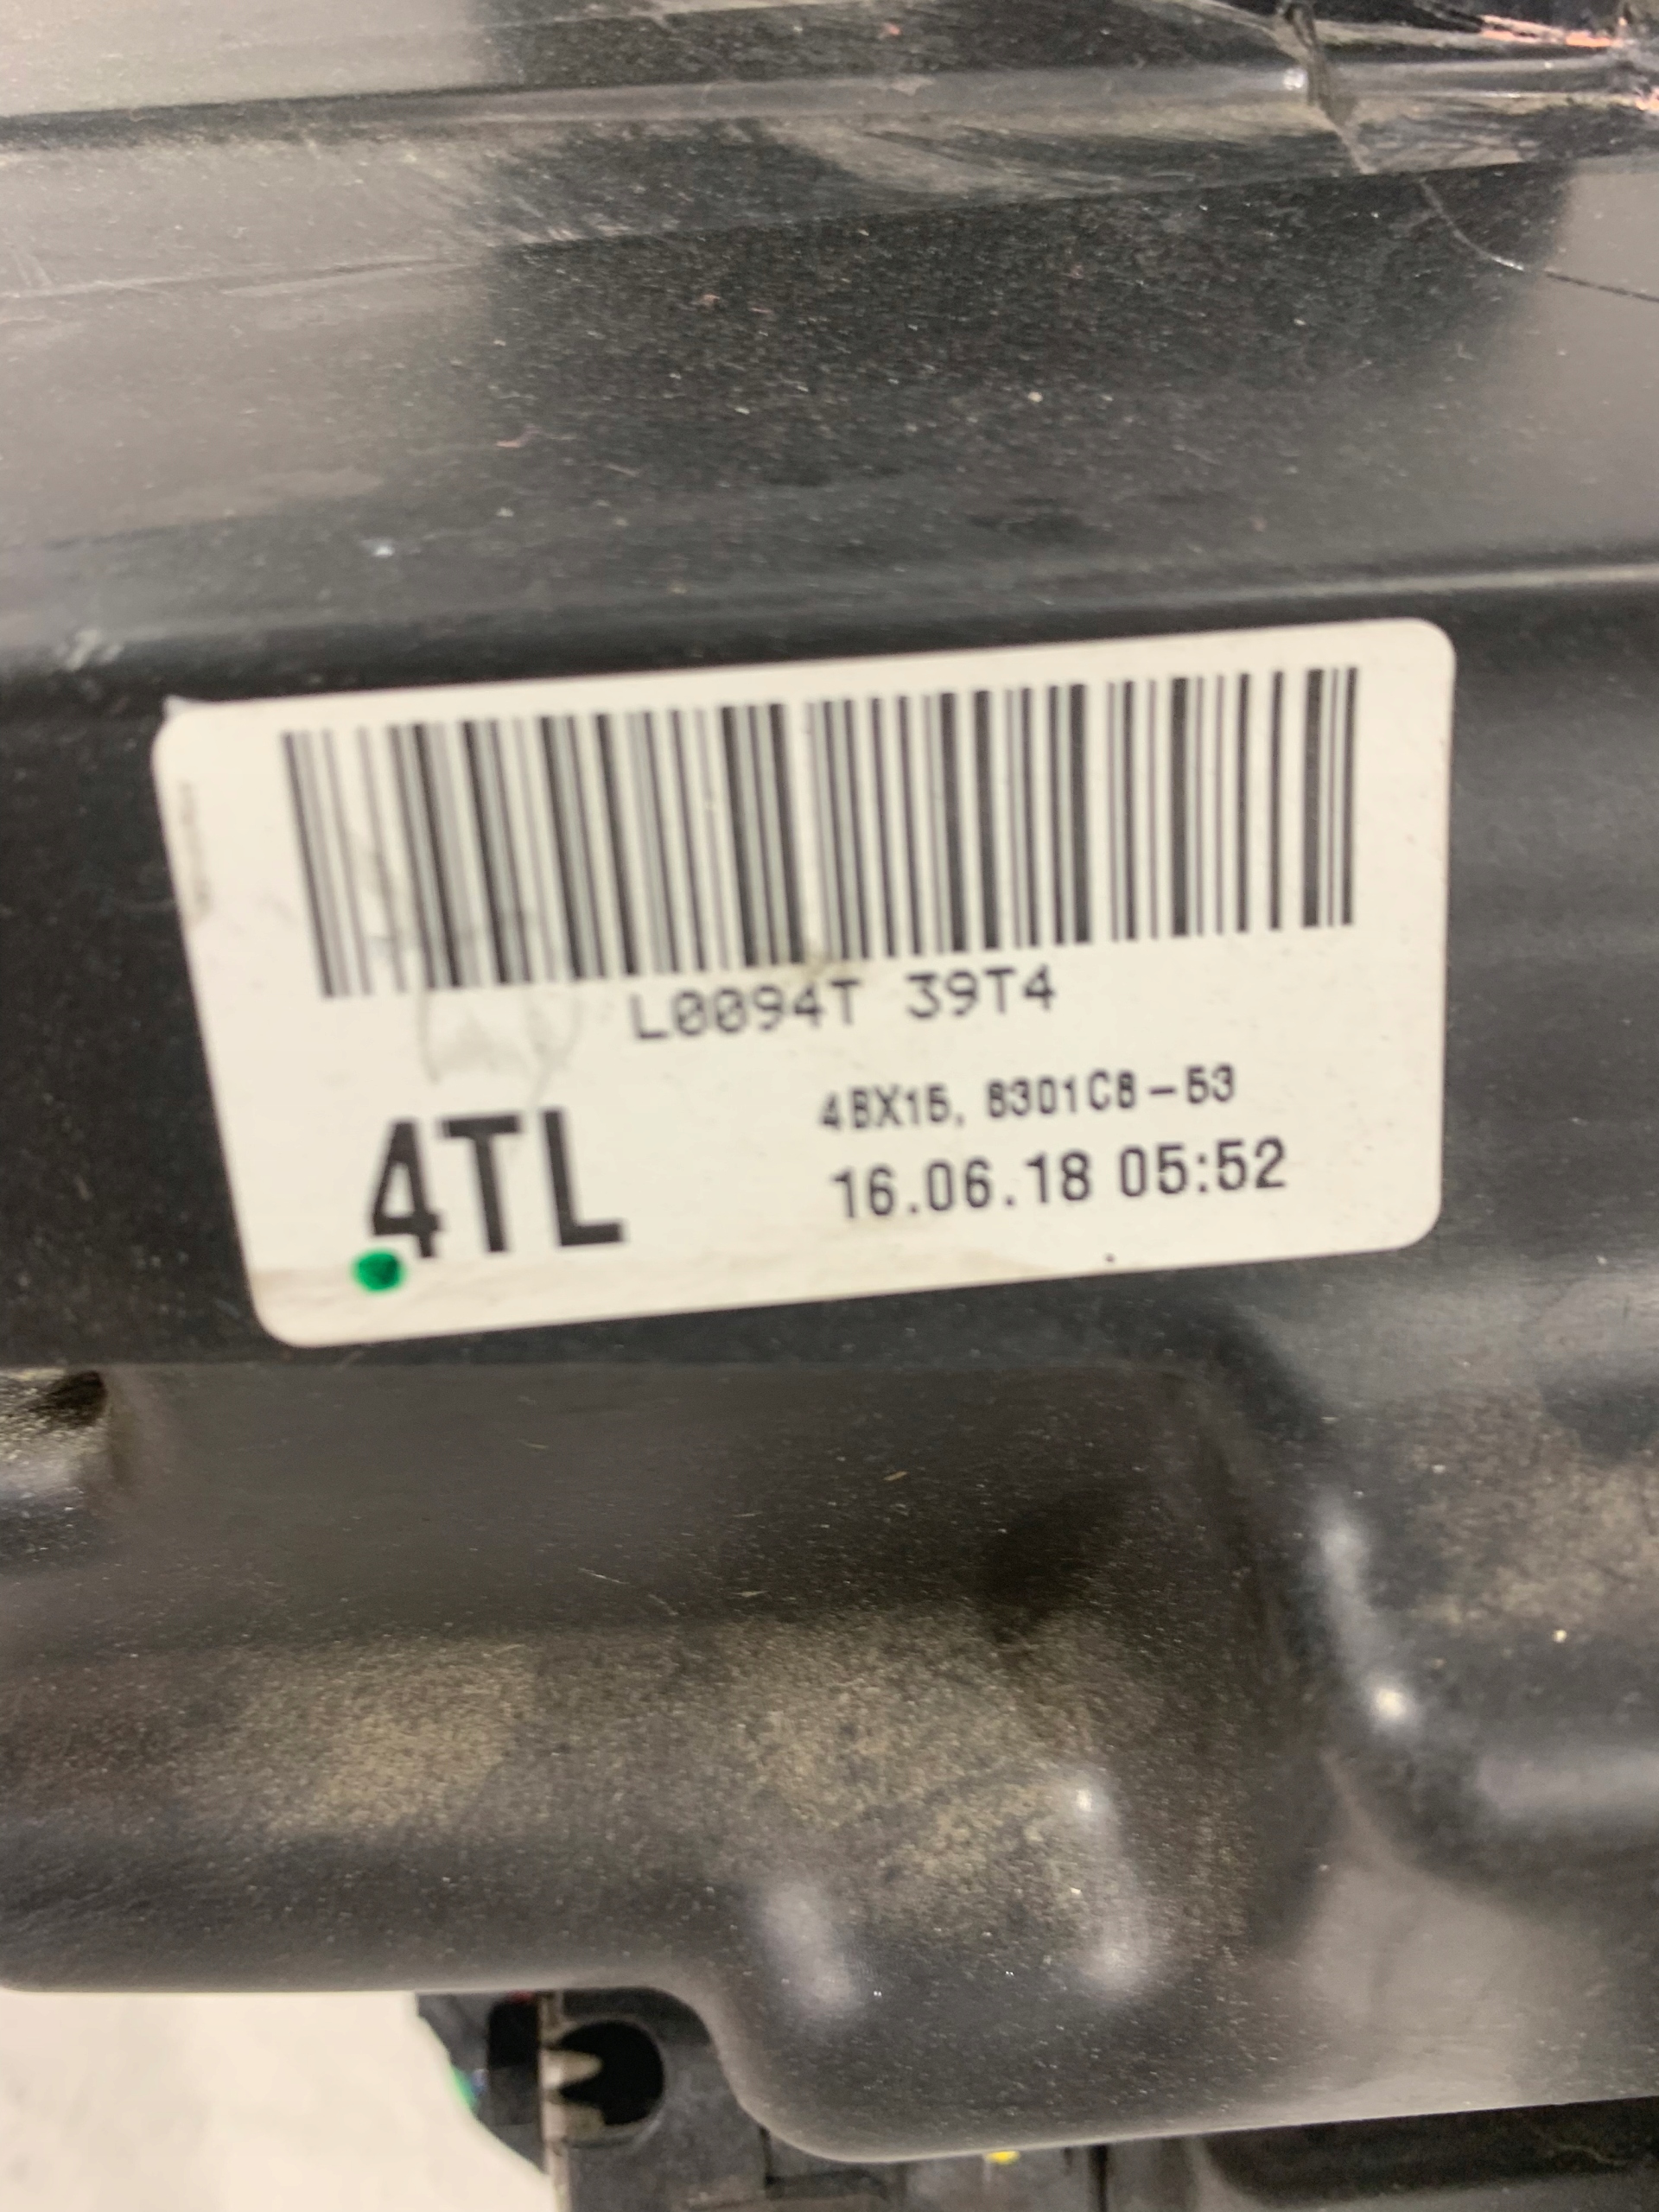 L0094T 39T4
4TL
4BX15, 8301C8-53
16.06.18 05:52